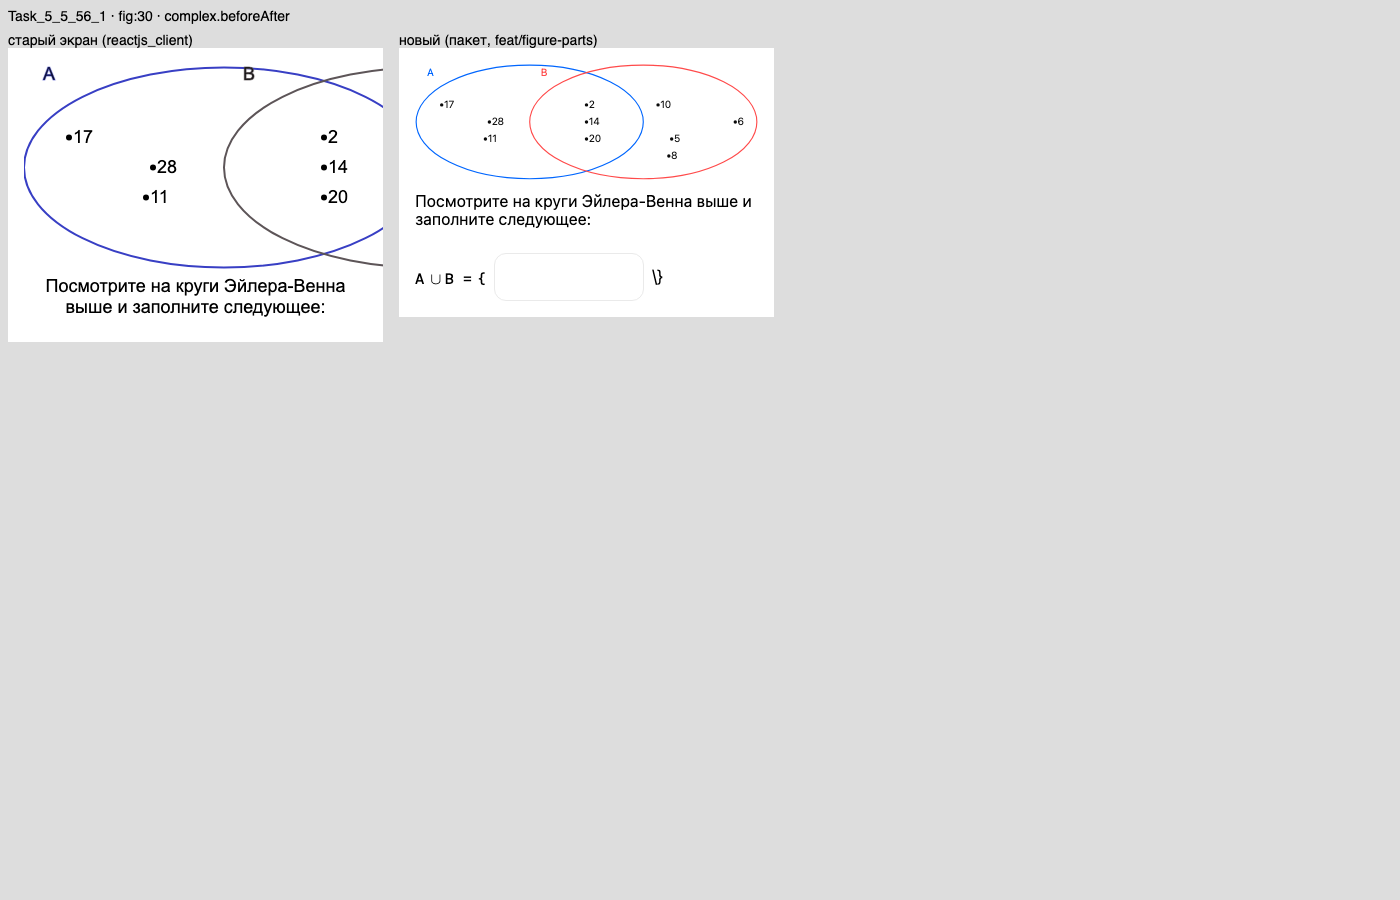 Task_5_5_56_1 · fig:30 · complex.beforeAfter
старый экран (reactjs_client)
A
B
•17
•2
•28
•14
•11
•20
Посмотрите на круги Эйлера-Венна
выше и заполните следующее:
новый (пакет, feat/figure-parts)
A
B
•17
•2
•10
•28
•14
•6
•11
•20
•5
•8
Посмотрите на круги Эйлера-Венна выше и
заполните следующее:
A ∪ B = { \}